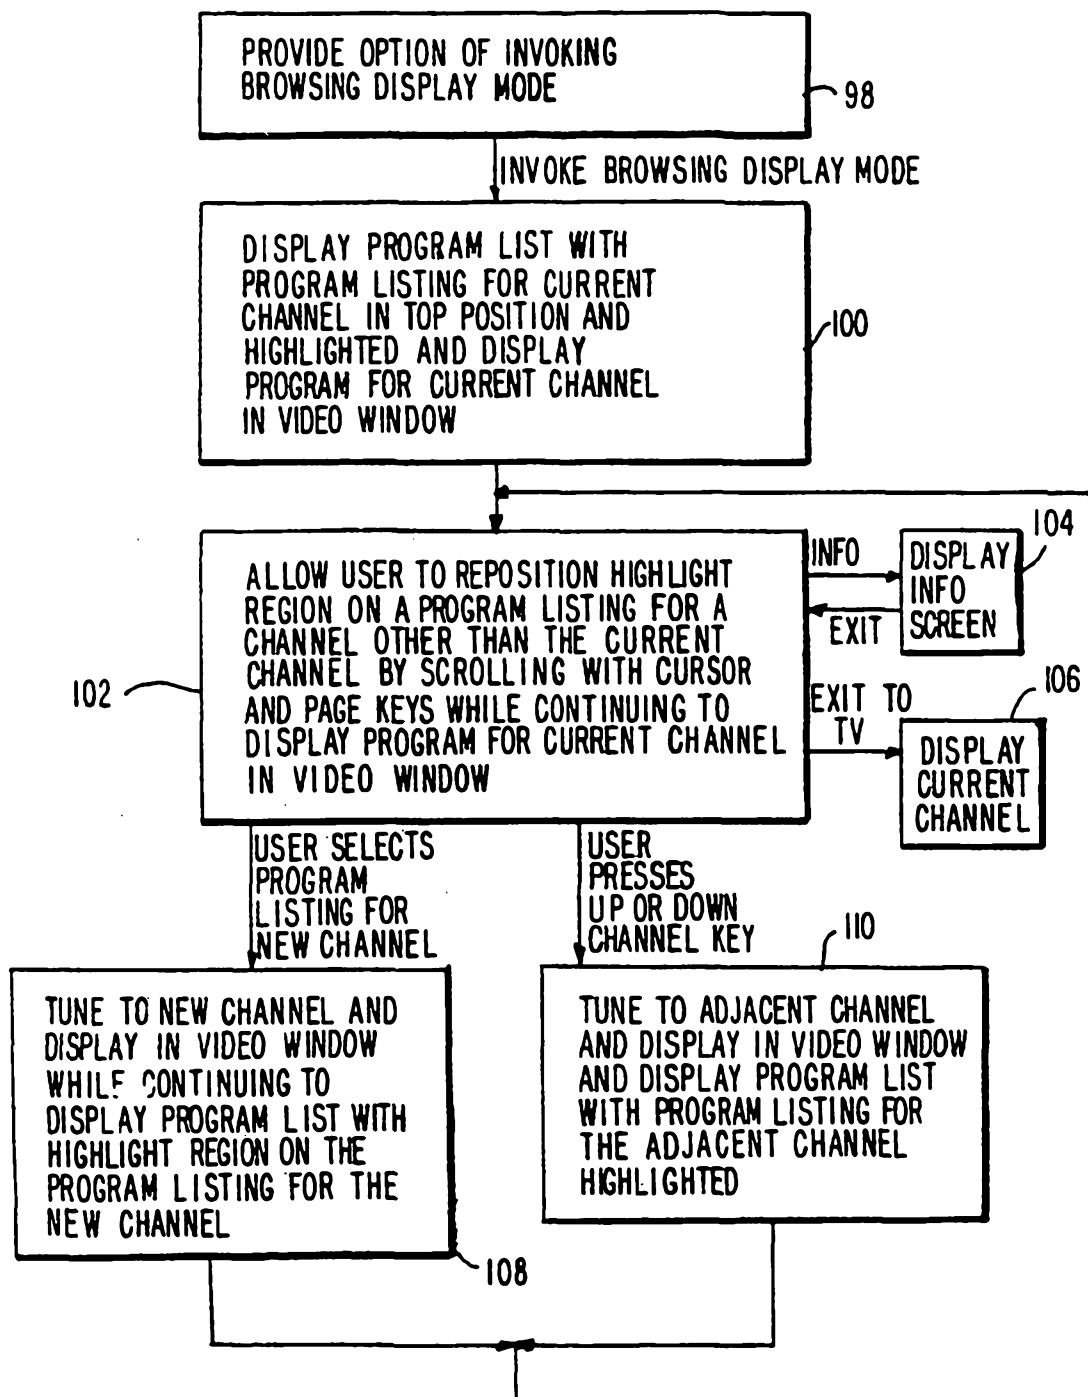 PROVIDE OPTION OF INVOKING
BROWSING DISPLAY MODE
98
INVOKE BROWSING DISPLAY MODE
DISPLAY PROGRAM LIST WITH
PROGRAM LISTING FOR CURRENT
CHANNEL IN TOP POSITION AND
HIGHLIGHTED AND DISPLAY
PROGRAM FOR CURRENT CHANNEL
IN VIDEO WINDOW
100
ALLOW USER TO REPOSITION HIGHLIGHT
REGION ON A PROGRAM LISTING FOR A
CHANNEL OTHER THAN THE CURRENT
CHANNEL BY SCROLLING WITH CURSOR
AND PAGE KEYS WHILE CONTINUING TO
DISPLAY PROGRAM FOR CURRENT CHANNEL
IN VIDEO WINDOW
102
INFO
EXIT
DISPLAY
INFO
SCREEN
104
EXIT TO
TV
DISPLAY
CURRENT
CHANNEL
106
USER SELECTS
PROGRAM
LISTING FOR
NEW CHANNEL
USER
PRESSES
UP OR DOWN
CHANNEL KEY
TUNE TO NEW CHANNEL AND
DISPLAY IN VIDEO WINDOW
WHILE CONTINUING TO
DISPLAY PROGRAM LIST WITH
HIGHLIGHT REGION ON THE
PROGRAM LISTING FOR THE
NEW CHANNEL
108
TUNE TO ADJACENT CHANNEL
AND DISPLAY IN VIDEO WINDOW
AND DISPLAY PROGRAM LIST
WITH PROGRAM LISTING FOR
THE ADJACENT CHANNEL
HIGHLIGHTED
110